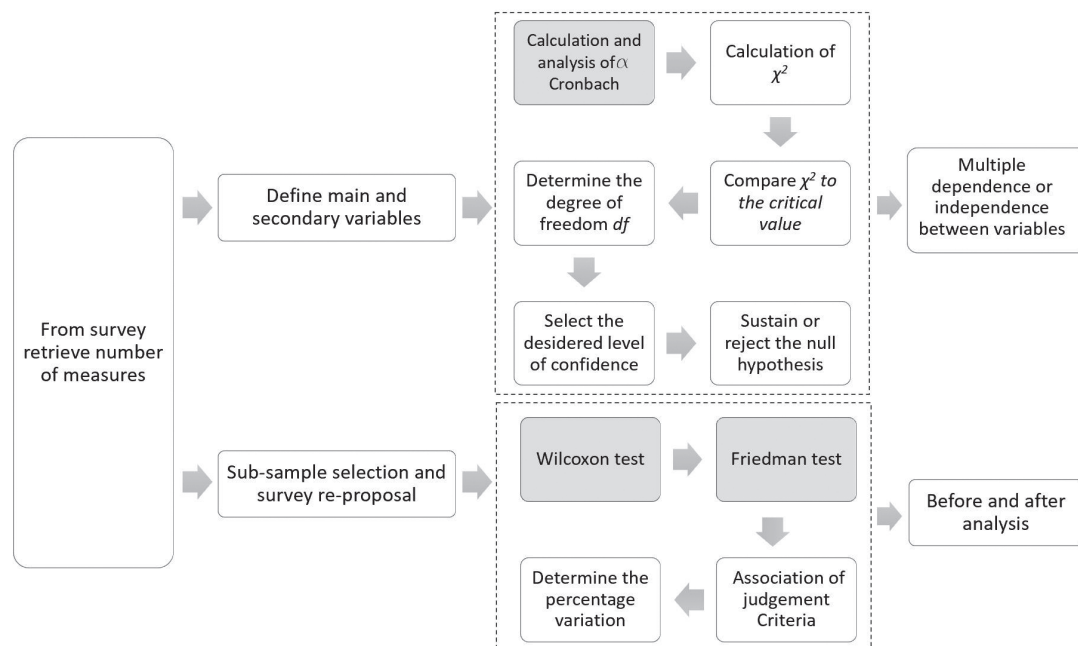 From survey
retrieve number
of measures
Define main and
secondary variables
Calculation and
analysis of α
Cronbach
Calculation of
χ²
Compare χ² to
the critical
value
Determine the
degree of
freedom df
Select the
desidered level
of confidence
Sustain or
reject the null
hypothesis
Multiple
dependence or
independence
between variables
Sub-sample selection and
survey re-proposal
Wilcoxon test
Friedman test
Association of
judgement
Criteria
Determine the
percentage
variation
Before and after
analysis